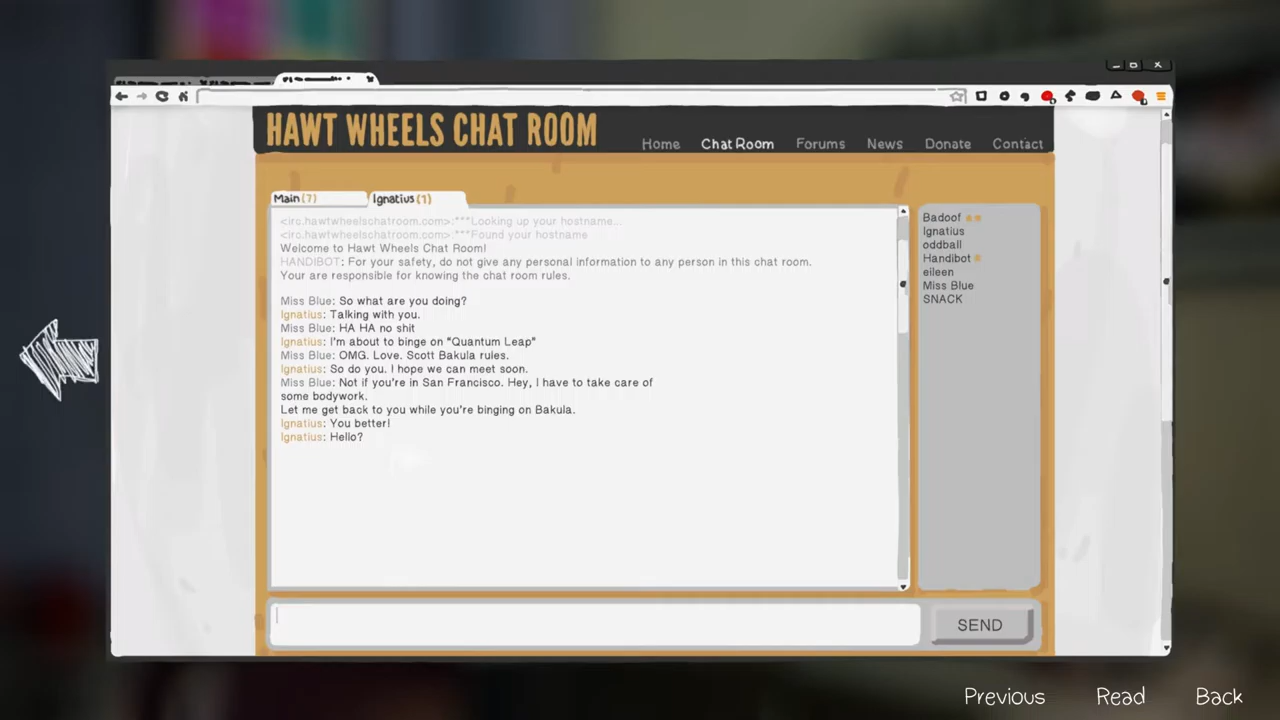 HAWT WHEELS CHAT ROOM
Home Chat Room Forums News Donate Contact
Main (7) Ignatius (1)
<irc.hawtwheelschatroom.com>:***Looking up your hostname...
<irc.hawtwheelschatroom.com>:***Found your hostname
Welcome to Hawt Wheels Chat Room!
HANDIBOT: For your safety, do not give any personal information to any person in this chat room.
Your are responsible for knowing the chat room rules.
Miss Blue: So what are you doing?
Ignatius: Talking with you.
Miss Blue: HA HA no shit
Ignatius: I'm about to binge on "Quantum Leap"
Miss Blue: OMG. Love. Scott Bakula rules.
Ignatius: So do you. I hope we can meet soon.
Miss Blue: Not if you're in San Francisco. Hey, I have to take care of
some bodywork.
Let me get back to you while you're binging on Bakula.
Ignatius: You better!
Ignatius: Hello?
Badoof
Ignatius
oddball
Handibot
eileen
Miss Blue
SNACK
SEND
Previous Read Back